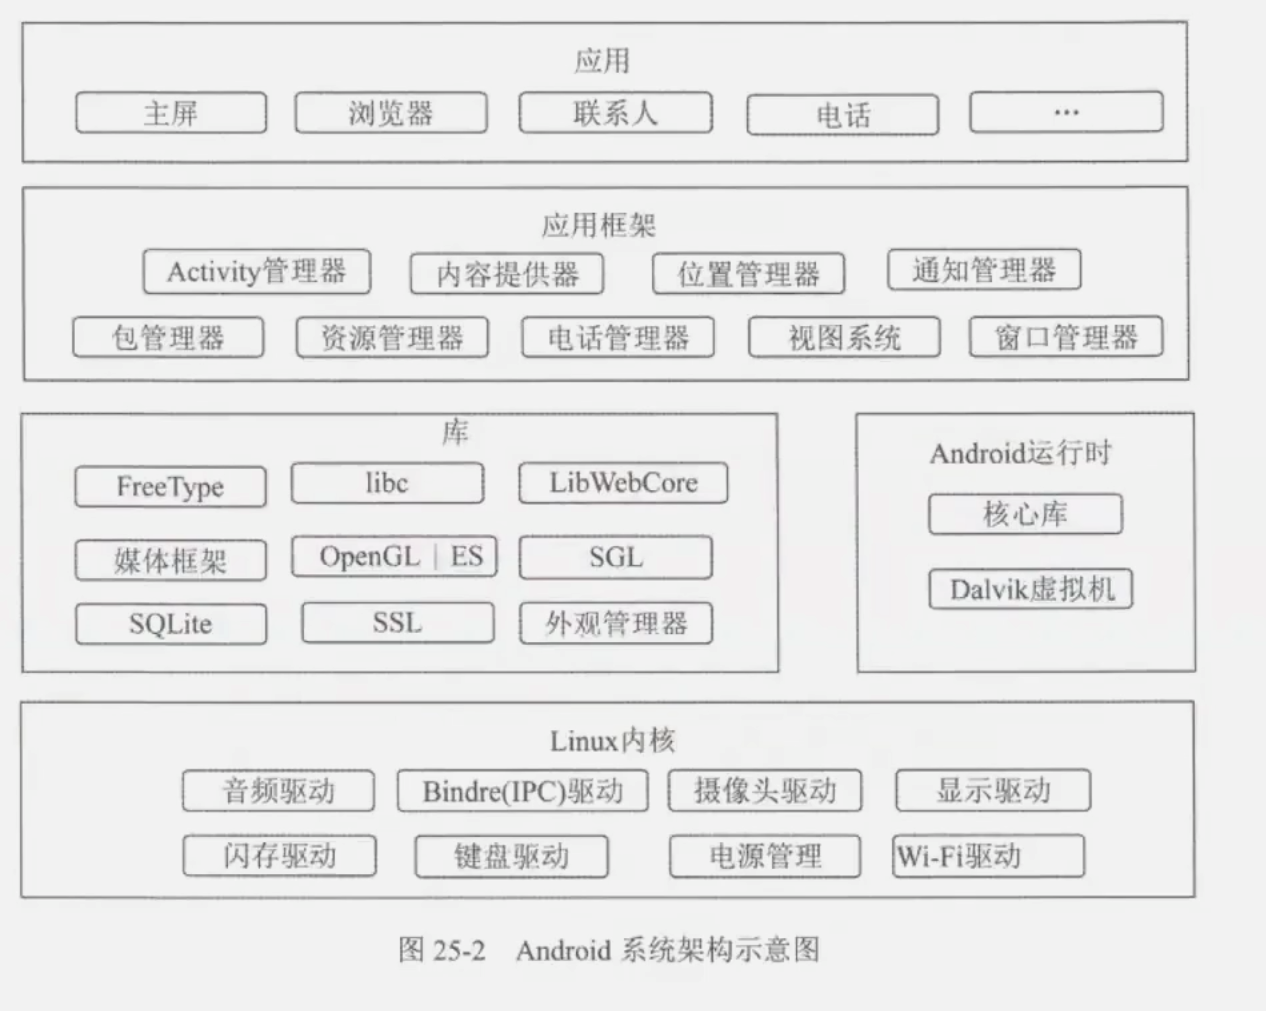 应用
主屏 浏览器 联系人 电话 ...
应用框架
Activity管理器 内容提供器 位置管理器 通知管理器
包管理器 资源管理器 电话管理器 视图系统 窗口管理器
库
FreeType libc LibWebCore
媒体框架 OpenGL | ES SGL
SQLite SSL 外观管理器
Android运行时
核心库
Dalvik虚拟机
Linux内核
音频驱动 Bindre(IPC)驱动 摄像头驱动 显示驱动
闪存驱动 键盘驱动 电源管理 Wi-Fi驱动
图 25-2 Android 系统架构示意图